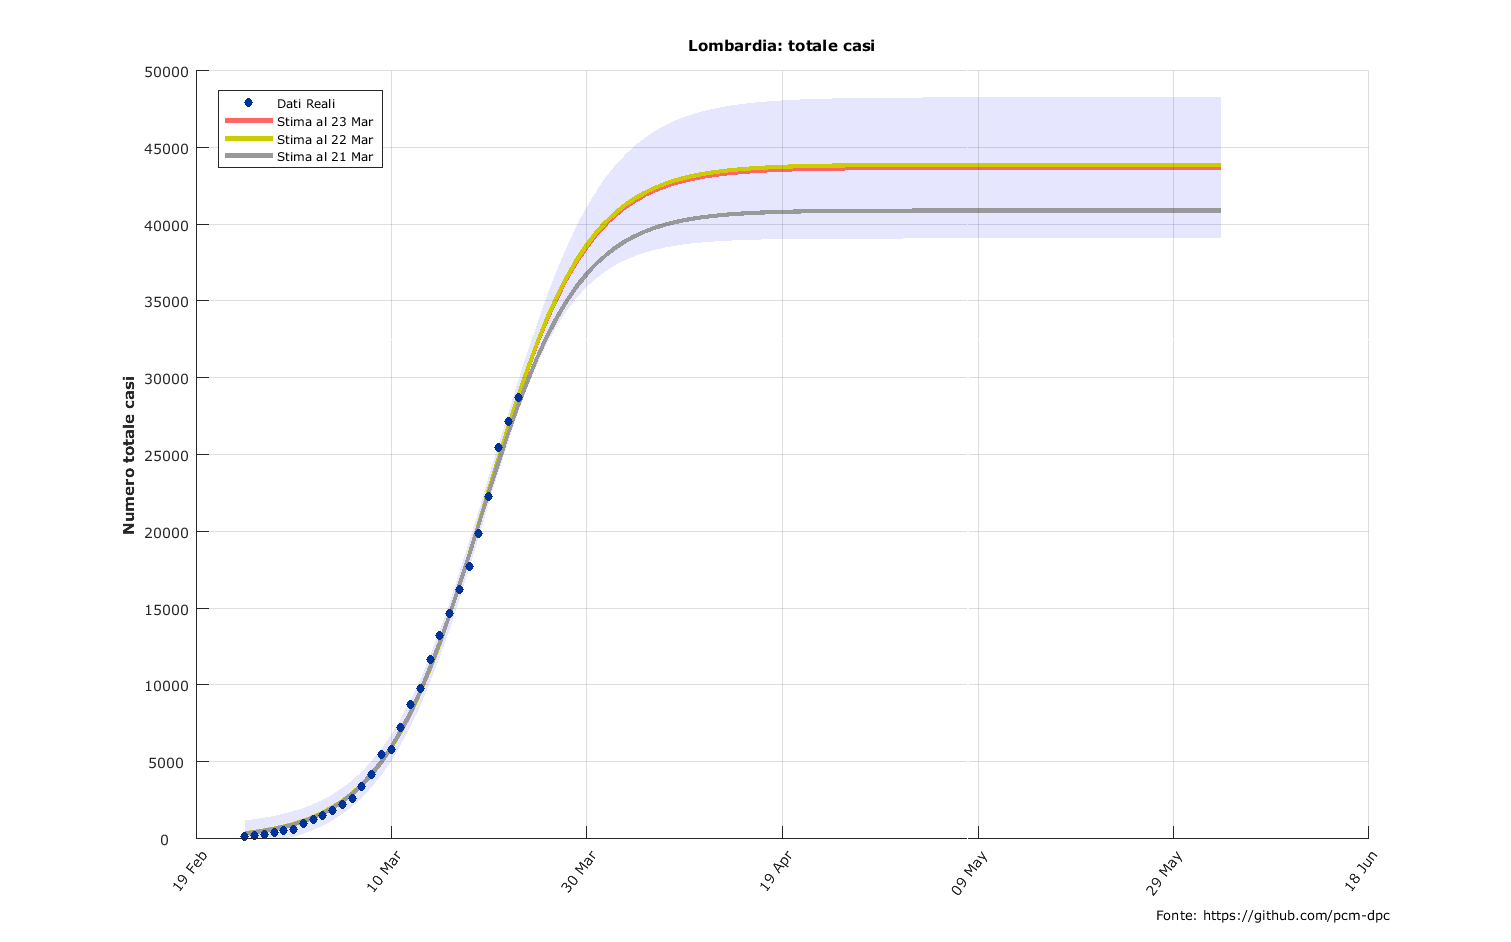 Lombardia: totale casi
50000
45000
40000
35000
30000
25000
20000
15000
10000
5000
0
Numero totale casi
Dati Reali
Stima al 23 Mar
Stima al 22 Mar
Stima al 21 Mar
19 Feb
10 Mar
30 Mar
19 Apr
09 May
29 May
18 Jun
Fonte: https://github.com/pcm-dpc